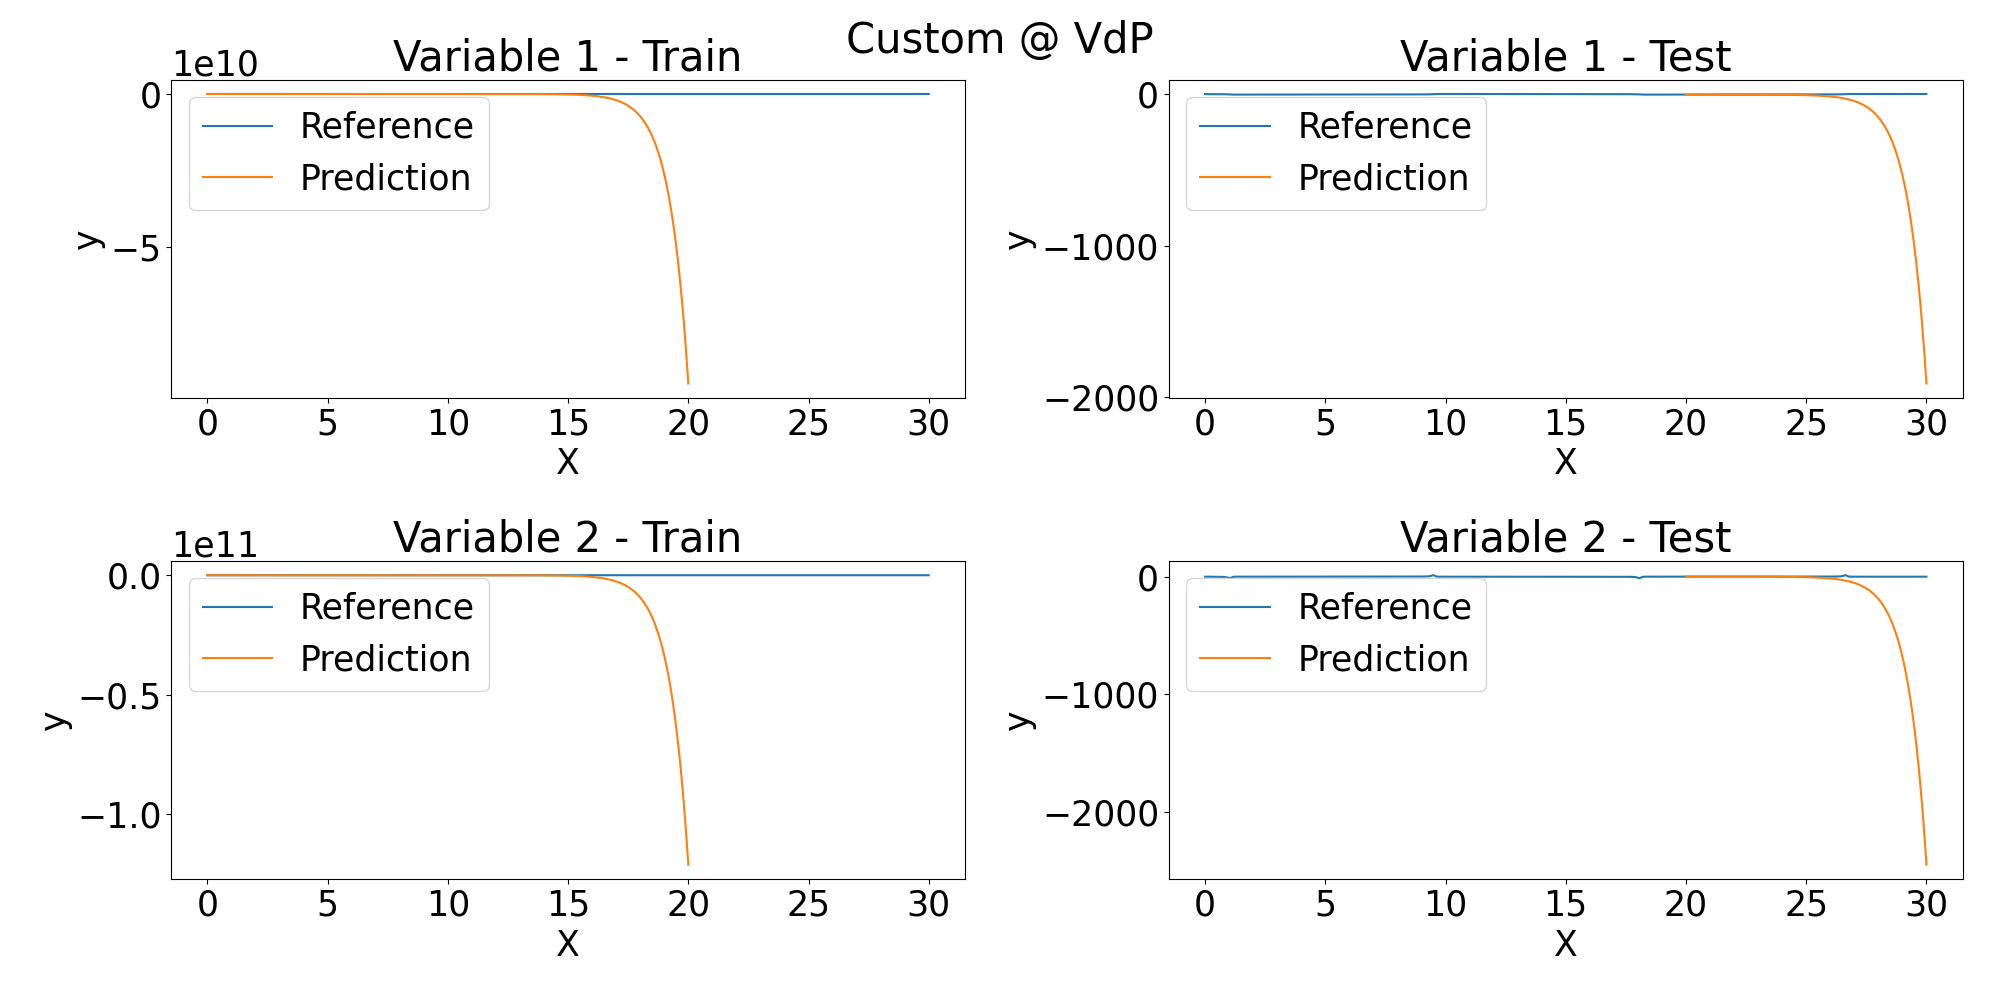 Custom @ VdP
Variable 1 - Train
1e10
0
−5
y
Reference
Prediction
0 5 10 15 20 25 30
X
Variable 1 - Test
0
−1000
−2000
y
Reference
Prediction
0 5 10 15 20 25 30
X
Variable 2 - Train
1e11
0.0
−0.5
−1.0
y
Reference
Prediction
0 5 10 15 20 25 30
X
Variable 2 - Test
0
−1000
−2000
y
Reference
Prediction
0 5 10 15 20 25 30
X